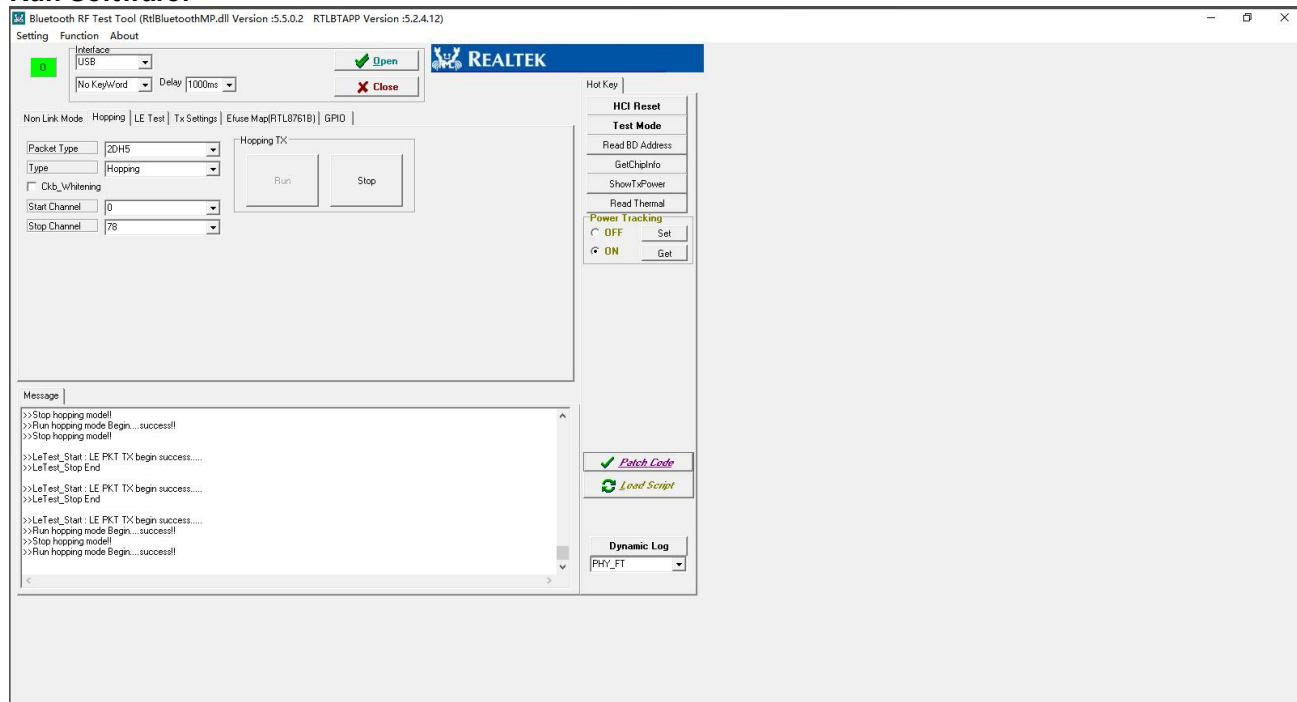 Bluetooth RF Test Tool (RtlBluetoothMP.dll Version :5.5.0.2 RTLBTAPP Version :5.2.4.12)
Setting Function About
Interface
0
USB
Open
REALTEK
No KeyWord
Delay
1000ms
Close
Hot Key
HCI Reset
Test Mode
Read BD Address
GetChipInfo
ShowTxPower
Read Thermal
Power Tracking
OFF
Set
ON
Get
Non Link Mode Hopping LE Test Tx Settings Efuse Map(RTL8761B) GPIO
Packet Type
2DH5
Type
Hopping
Ckb_Whitening
Start Channel
0
Stop Channel
78
Hopping TX
Run
Stop
Message
>>Stop hopping mode!!
>>Run hopping mode Begin....success!!
>>Stop hopping mode!!
>>LeTest_Start : LE PKT TX begin success.....
>>LeTest_Stop End
>>LeTest_Start : LE PKT TX begin success.....
>>LeTest_Stop End
>>LeTest_Start : LE PKT TX begin success.....
>>Run hopping mode Begin....success!!
>>Stop hopping mode!!
>>Run hopping mode Begin....success!!
Patch Code
Load Script
Dynamic Log
PHY_FT